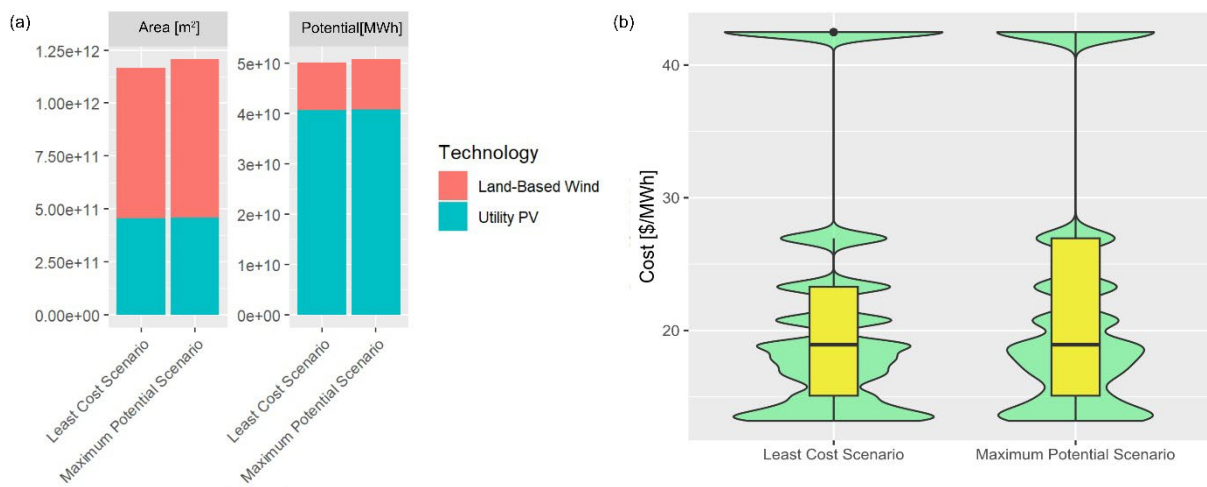 (a)
Area [m²]
Potential[MWh]
1.25e+12
1.00e+12
7.50e+11
5.00e+11
2.50e+11
0.00e+00
5e+10
4e+10
3e+10
2e+10
1e+10
0e+00
Least Cost Scenario
Maximum Potential Scenario
Least Cost Scenario
Maximum Potential Scenario
Technology
Land-Based Wind
Utility PV
(b)
Cost [$/MWh]
40
30
20
Least Cost Scenario
Maximum Potential Scenario